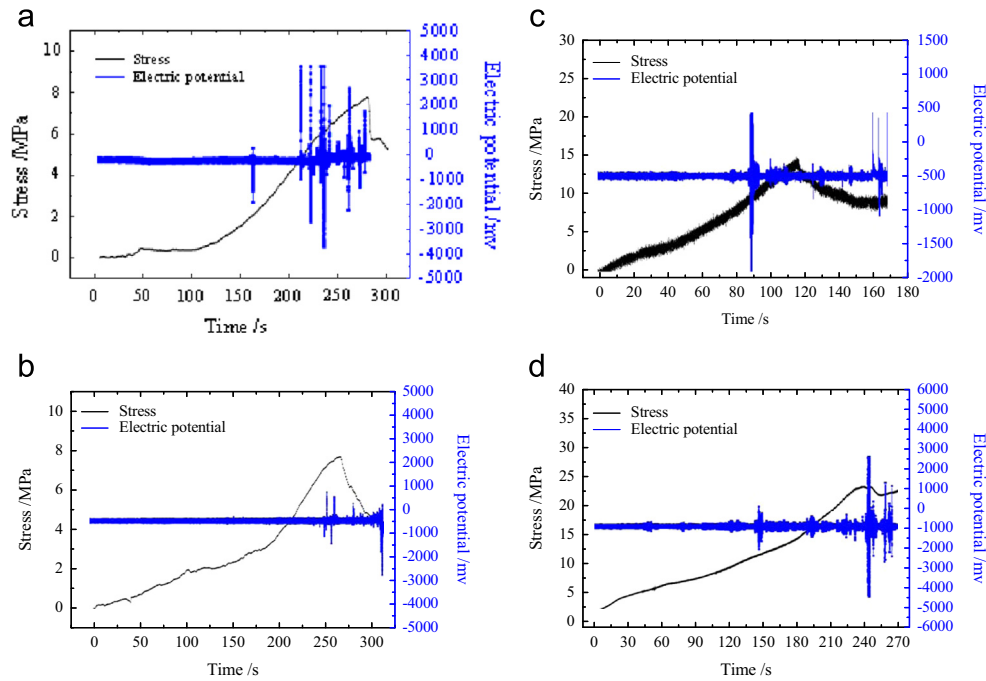 a
Stress
Electric potential
10
8
6
4
2
0
Stress /MPa
5000
4000
3000
2000
1000
0
-1000
-2000
-3000
-4000
-5000
Electric potential /mv
0 50 100 150 200 250 300
Time /s
c
Stress
Electric potential
30
25
20
15
10
5
0
Stress /MPa
1500
1000
500
0
-500
-1000
-1500
-2000
Electric potential /mv
0 20 40 60 80 100 120 140 160 180
Time /s
b
Stress
Electric potential
10
8
6
4
2
0
Stress /MPa
5000
4000
3000
2000
1000
0
-1000
-2000
-3000
-4000
-5000
Electric potential /mv
0 50 100 150 200 250 300
Time /s
d
Stress
Electric potential
40
35
30
25
20
15
10
5
0
Stress /MPa
6000
5000
4000
3000
2000
1000
0
-1000
-2000
-3000
-4000
-5000
-6000
Electric potential /mv
0 30 60 90 120 150 180 210 240 270
Time /s